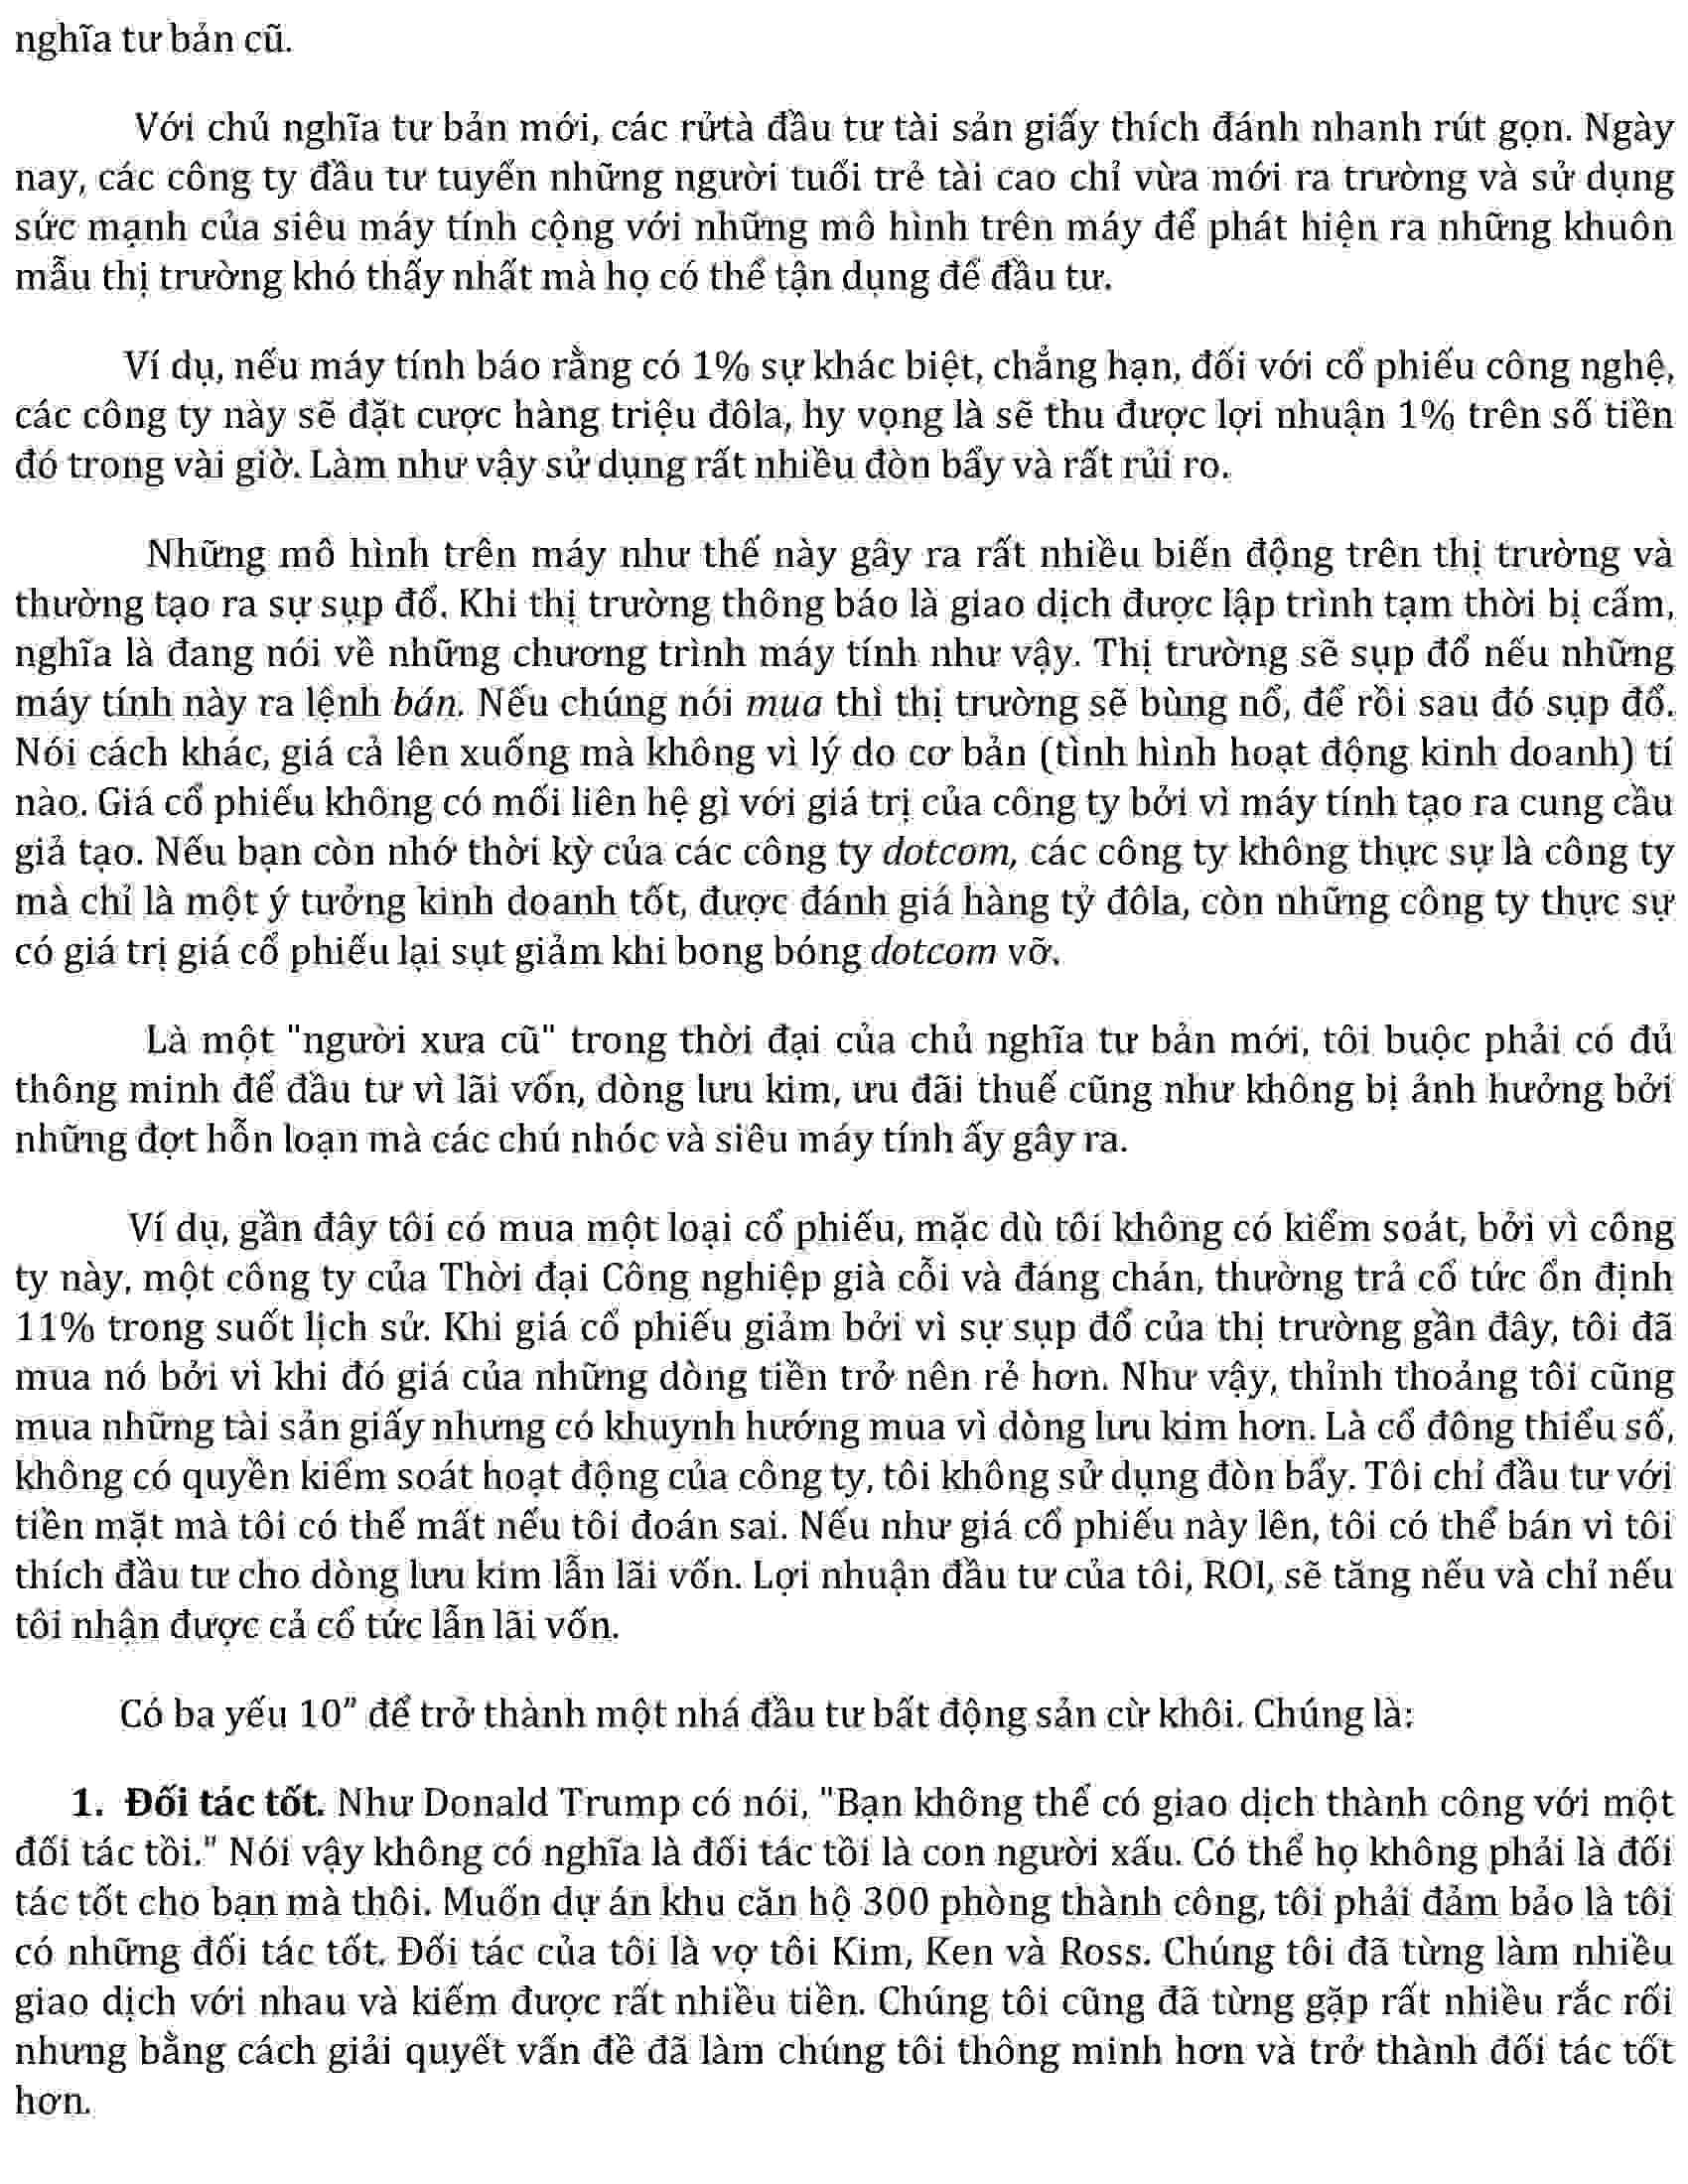 nghĩa tư bản cũ.
Với chủ nghĩa tư bản mới, các rửtà đầu tư tài sản giấy thích đánh nhanh rút gọn. Ngày
nay, các công ty đầu tư tuyển những người tuổi trẻ tài cao chỉ vừa mới ra trường và sử dụng
sức mạnh của siêu máy tính cộng với những mô hình trên máy để phát hiện ra những khuôn
mẫu thị trường khó thấy nhất mà họ có thể tận dụng để đầu tư.
Ví dụ, nếu máy tính báo rằng có 1% sự khác biệt, chẳng hạn, đối với cổ phiếu công nghệ,
các công ty này sẽ đặt cược hàng triệu đôla, hy vọng là sẽ thu được lợi nhuận 1% trên số tiền
đó trong vài giờ. Làm như vậy sử dụng rất nhiều đòn bẩy và rất rủi ro.
Những mô hình trên máy như thế này gây ra rất nhiều biến động trên thị trường và
thường tạo ra sự sụp đổ. Khi thị trường thông báo là giao dịch được lập trình tạm thời bị cấm,
nghĩa là đang nói về những chương trình máy tính như vậy. Thị trường sẽ sụp đổ nếu những
máy tính này ra lệnh bán. Nếu chúng nói mua thì thị trường sẽ bùng nổ, để rồi sau đó sụp đổ.
Nói cách khác, giá cả lên xuống mà không vì lý do cơ bản (tình hình hoạt động kinh doanh) tí
nào. Giá cổ phiếu không có mối liên hệ gì với giá trị của công ty bởi vì máy tính tạo ra cung cầu
giả tạo. Nếu bạn còn nhớ thời kỳ của các công ty dotcom, các công ty không thực sự là công ty
mà chỉ là một ý tưởng kinh doanh tốt, được đánh giá hàng tỷ đôla, còn những công ty thực sự
có giá trị giá cổ phiếu lại sụt giảm khi bong bóng dotcom vỡ.
Là một "người xưa cũ" trong thời đại của chủ nghĩa tư bản mới, tôi buộc phải có đủ
thông minh để đầu tư vì lãi vốn, dòng lưu kim, ưu đãi thuế cũng như không bị ảnh hưởng bởi
những đợt hỗn loạn mà các chú nhóc và siêu máy tính ấy gây ra.
Ví dụ, gần đây tôi có mua một loại cổ phiếu, mặc dù tôi không có kiểm soát, bởi vì công
ty này, một công ty của Thời đại Công nghiệp già cỗi và đáng chán, thường trả cổ tức ổn định
11% trong suốt lịch sử. Khi giá cổ phiếu giảm bởi vì sự sụp đổ của thị trường gần đây, tôi đã
mua nó bởi vì khi đó giá của những dòng tiền trở nên rẻ hơn. Như vậy, thỉnh thoảng tôi cũng
mua những tài sản giấy nhưng có khuynh hướng mua vì dòng lưu kim hơn. Là cổ đông thiểu số,
không có quyền kiểm soát hoạt động của công ty, tôi không sử dụng đòn bẩy. Tôi chỉ đầu tư với
tiền mặt mà tôi có thể mất nếu tôi đoán sai. Nếu như giá cổ phiếu này lên, tôi có thể bán vì tôi
thích đầu tư cho dòng lưu kim lẫn lãi vốn. Lợi nhuận đầu tư của tôi, ROI, sẽ tăng nếu và chỉ nếu
tôi nhận được cả cổ tức lẫn lãi vốn.
Có ba yếu 10" để trở thành một nhá đầu tư bất động sản cừ khôi. Chúng là:
1. Đối tác tốt. Như Donald Trump có nói, "Bạn không thể có giao dịch thành công với một
đối tác tồi." Nói vậy không có nghĩa là đối tác tồi là con người xấu. Có thể họ không phải là đối
tác tốt cho bạn mà thôi. Muốn dự án khu căn hộ 300 phòng thành công, tôi phải đảm bảo là tôi
có những đối tác tốt. Đối tác của tôi là vợ tôi Kim, Ken và Ross. Chúng tôi đã từng làm nhiều
giao dịch với nhau và kiếm được rất nhiều tiền. Chúng tôi cũng đã từng gặp rất nhiều rắc rối
nhưng bằng cách giải quyết vấn đề đã làm chúng tôi thông minh hơn và trở thành đối tác tốt
hơn.